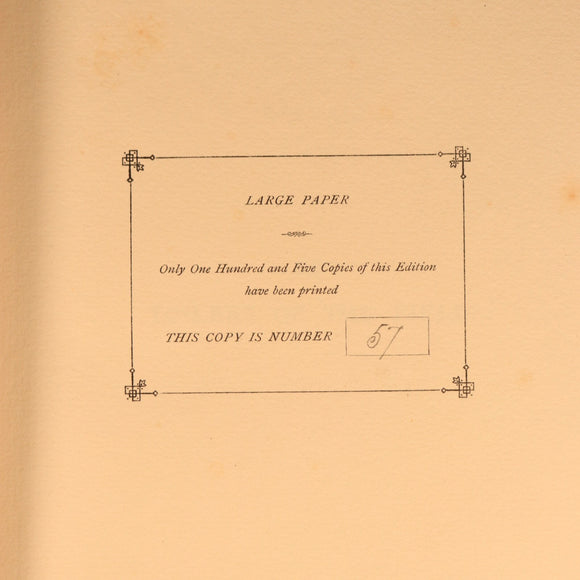 LARGE PAPER
Only One Hundred and Five Copies of this Edition
have been printed
THIS COPY IS NUMBER 57